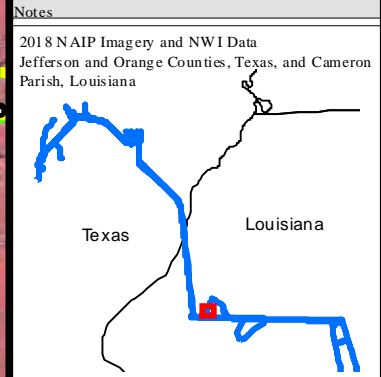 Notes
2018 NAIP Imagery and NWI Data
Jefferson and Orange Counties, Texas, and Cameron
Parish, Louisiana
Texas
Louisiana